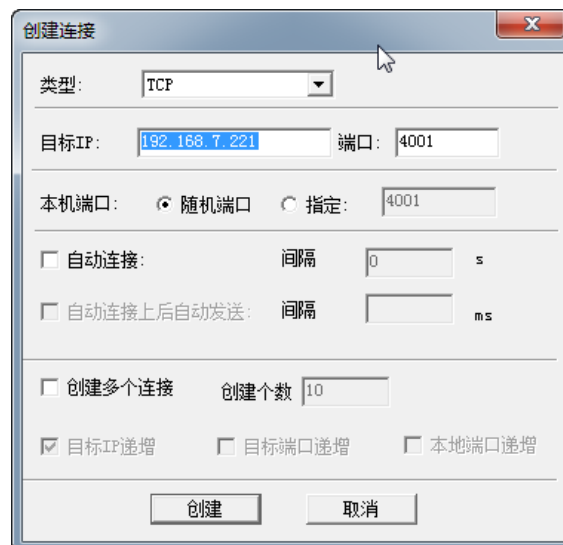 创建连接
类型: TCP
目标IP: 192.168.7.221 端口: 4001
本机端口: 随机端口 指定: 4001
自动连接: 间隔 0 s
自动连接上后自动发送: 间隔 ms
创建多个连接 创建个数 10
目标IP递增 目标端口递增 本地端口递增
创建 取消